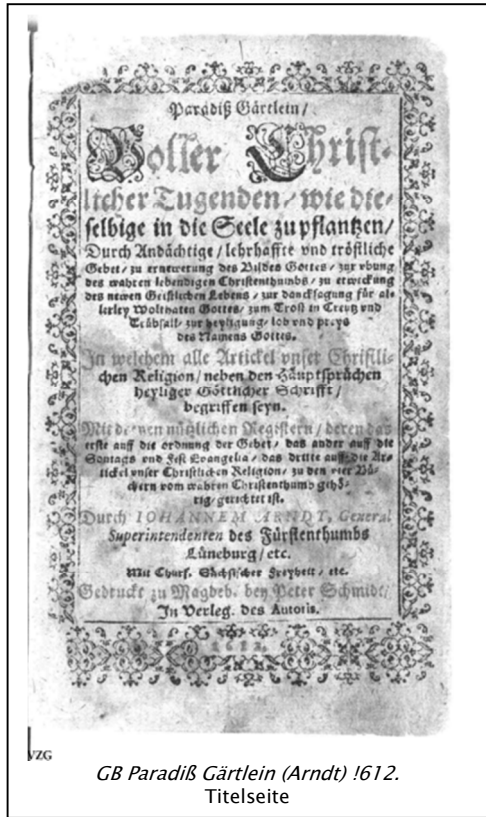 Paradiß Gärtlein/
Voller Christ-
licher Tugenden/ wie die-
selbige in die Seele zupflantzen/
Durch Andächtige/ lehrhaffte vnd tröstliche
Gebet/ zu ernewerung des Bildes Gottes/ zur vbung
des wahren lebendigen Christenthumbs/ zu erweckung
des newen Geistlichen Lebens/ zur dancksagung für al-
lerley Wolthaten Gottes/ zum Trost in Creutz vnd
Trübsall/ zur heyligung/ lob vnd preys
des Namens Gottes.
In welchem alle Artickel vnser Christli-
chen Religion/ neben den Häuptsprüchen
heyliger Göttlicher Schrifft/
begriffen seyn.
Mit nützlichen Registern/ deren das
erste auff die ordnung der Gebet/ das ander auff die
Sontags vnd Fest Evangelia/ das dritte auff die Ar-
tickel vnser Christlichen Religion/ zu den vier Bü-
chern vom wahren Christenthumb gehö-
rig/ gerichtet ist.
Durch IOHANNEM ARNDT, General
Superintendenten des Fürstenthumbs
Lüneburg/ etc.
Mit Churf. Sächsischer Freyheit/ etc.
Gedruckt zu Magdeb. bey Peter Schmidt/
In Verleg. des Autoris.
1612.
VZG
GB Paradiß Gärtlein (Arndt) !612.
Titelseite